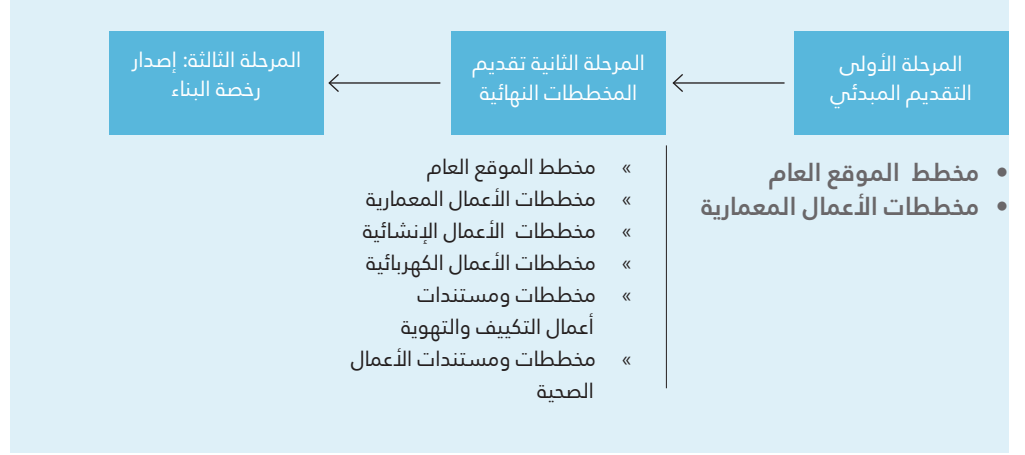 المرحلة الأولى
التقديم المبدئي
المرحلة الثانية تقديم
المخططات النهائية
المرحلة الثالثة: إصدار
رخصة البناء
• مخطط الموقع العام
• مخططات الأعمال المعمارية
» مخطط الموقع العام
» مخططات الأعمال المعمارية
» مخططات الأعمال الإنشائية
» مخططات الأعمال الكهربائية
» مخططات ومستندات
أعمال التكييف والتهوية
» مخططات ومستندات الأعمال
الصحية